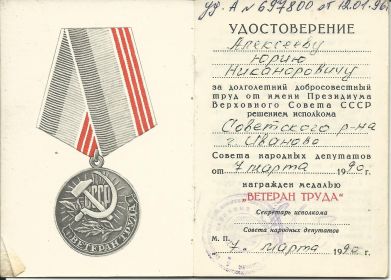 уд. А № 697800 от 12.01.96
УДОСТОВЕРЕНИЕ
Алексееву
Юрию
Никаноровичу
за долголетний добросовестный
труд от имени Президиума
Верховного Совета СССР
решением исполкома
Советского р-на
г. Иваново
Совета народных депутатов
от 7 марта 1990 г.
награжден медалью
"ВЕТЕРАН ТРУДА"
Секретарь исполкома
Совета народных депутатов
М. П.
"7" марта 1990 г.
СССР
ВЕТЕРАН ТРУДА